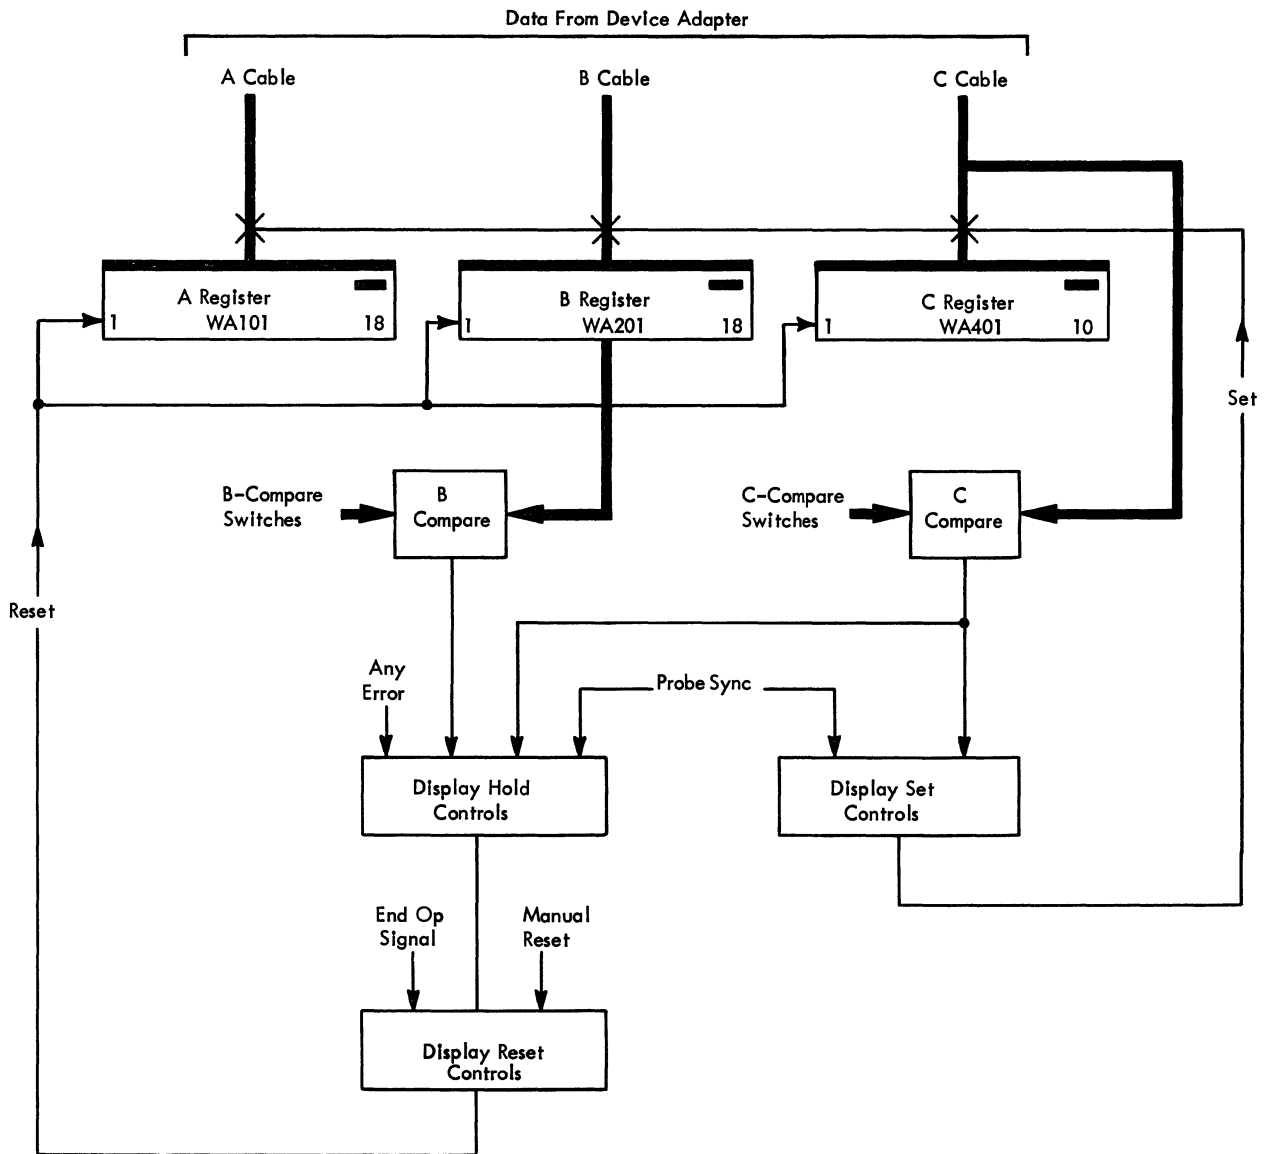 Data From Device Adapter
A Cable
B Cable
C Cable
A Register
1 WA101 18
B Register
1 WA201 18
C Register
1 WA401 10
Set
B-Compare
Switches
B
Compare
C-Compare
Switches
C
Compare
Reset
Any
Error
Probe Sync
Display Hold
Controls
Display Set
Controls
End Op
Signal
Manual
Reset
Display Reset
Controls